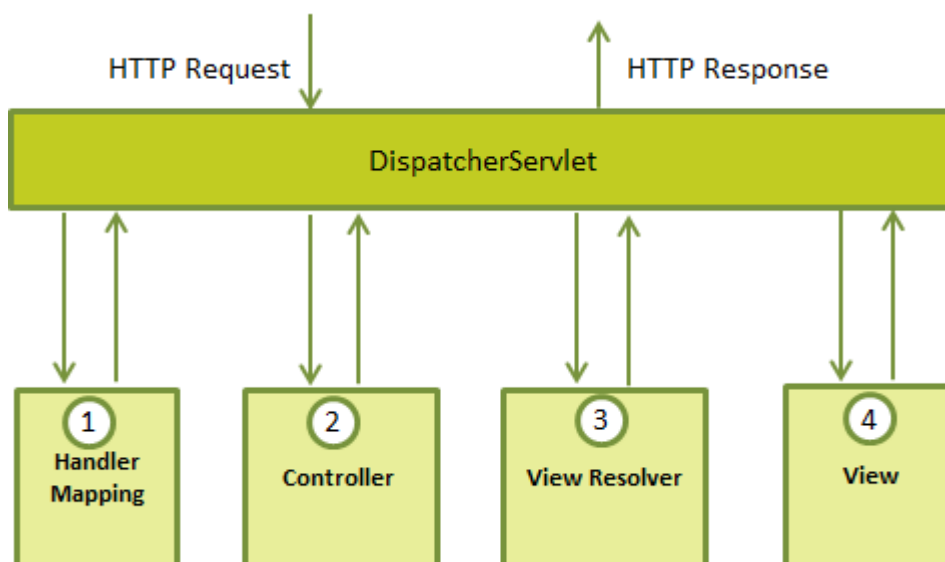 HTTP Request
HTTP Response
DispatcherServlet
1
Handler
Mapping
2
Controller
3
View Resolver
4
View